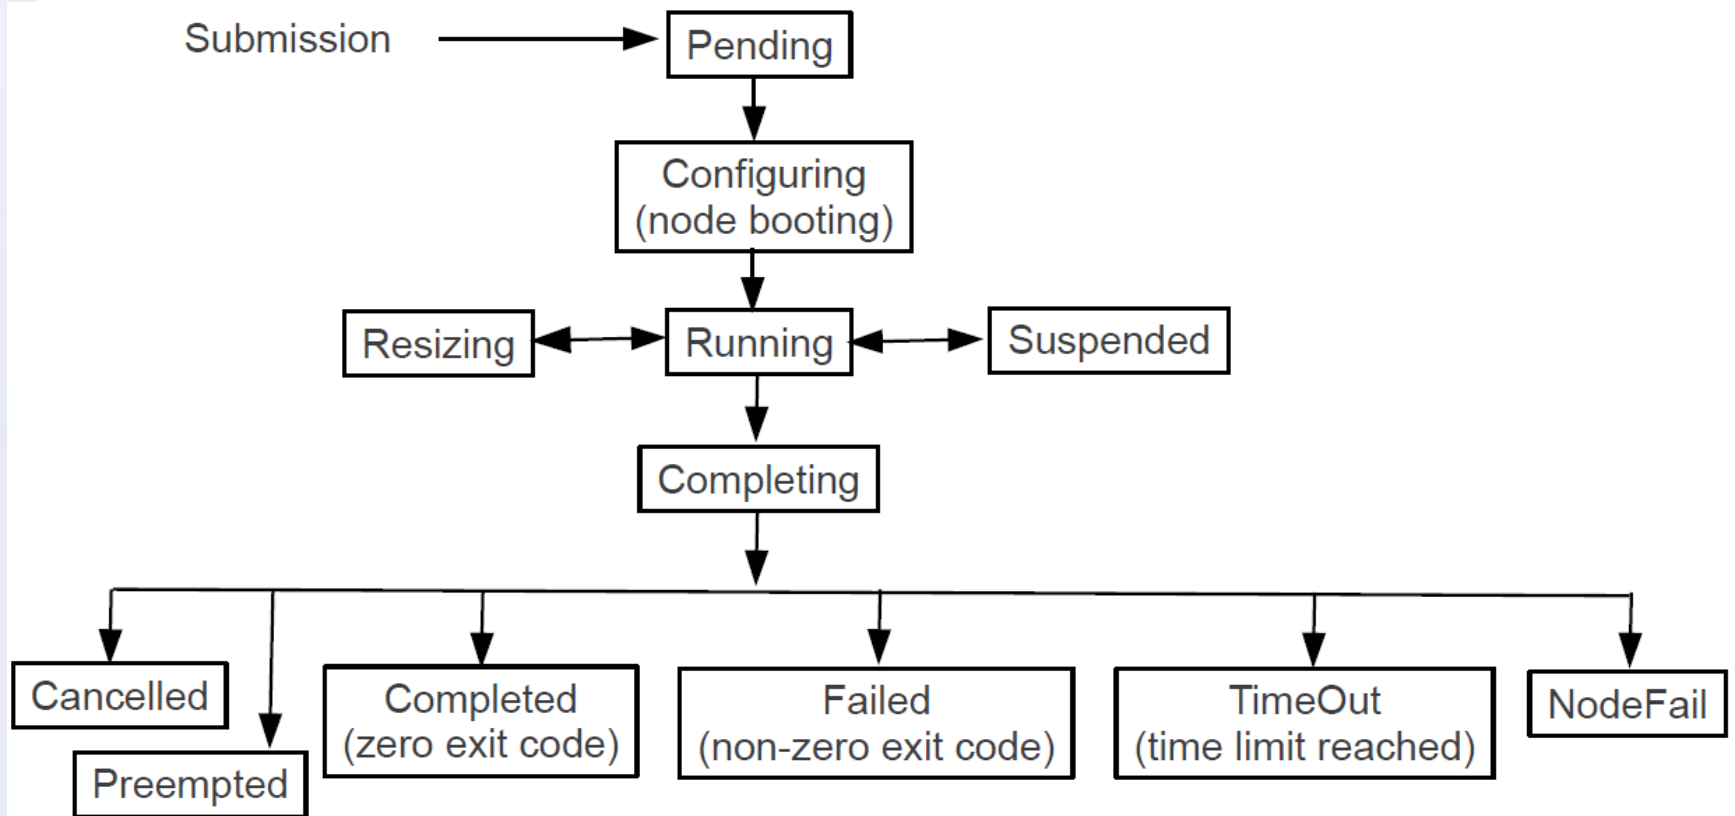 Submission
Pending
Configuring
(node booting)
Resizing
Running
Suspended
Completing
Cancelled
Preempted
Completed
(zero exit code)
Failed
(non-zero exit code)
TimeOut
(time limit reached)
NodeFail